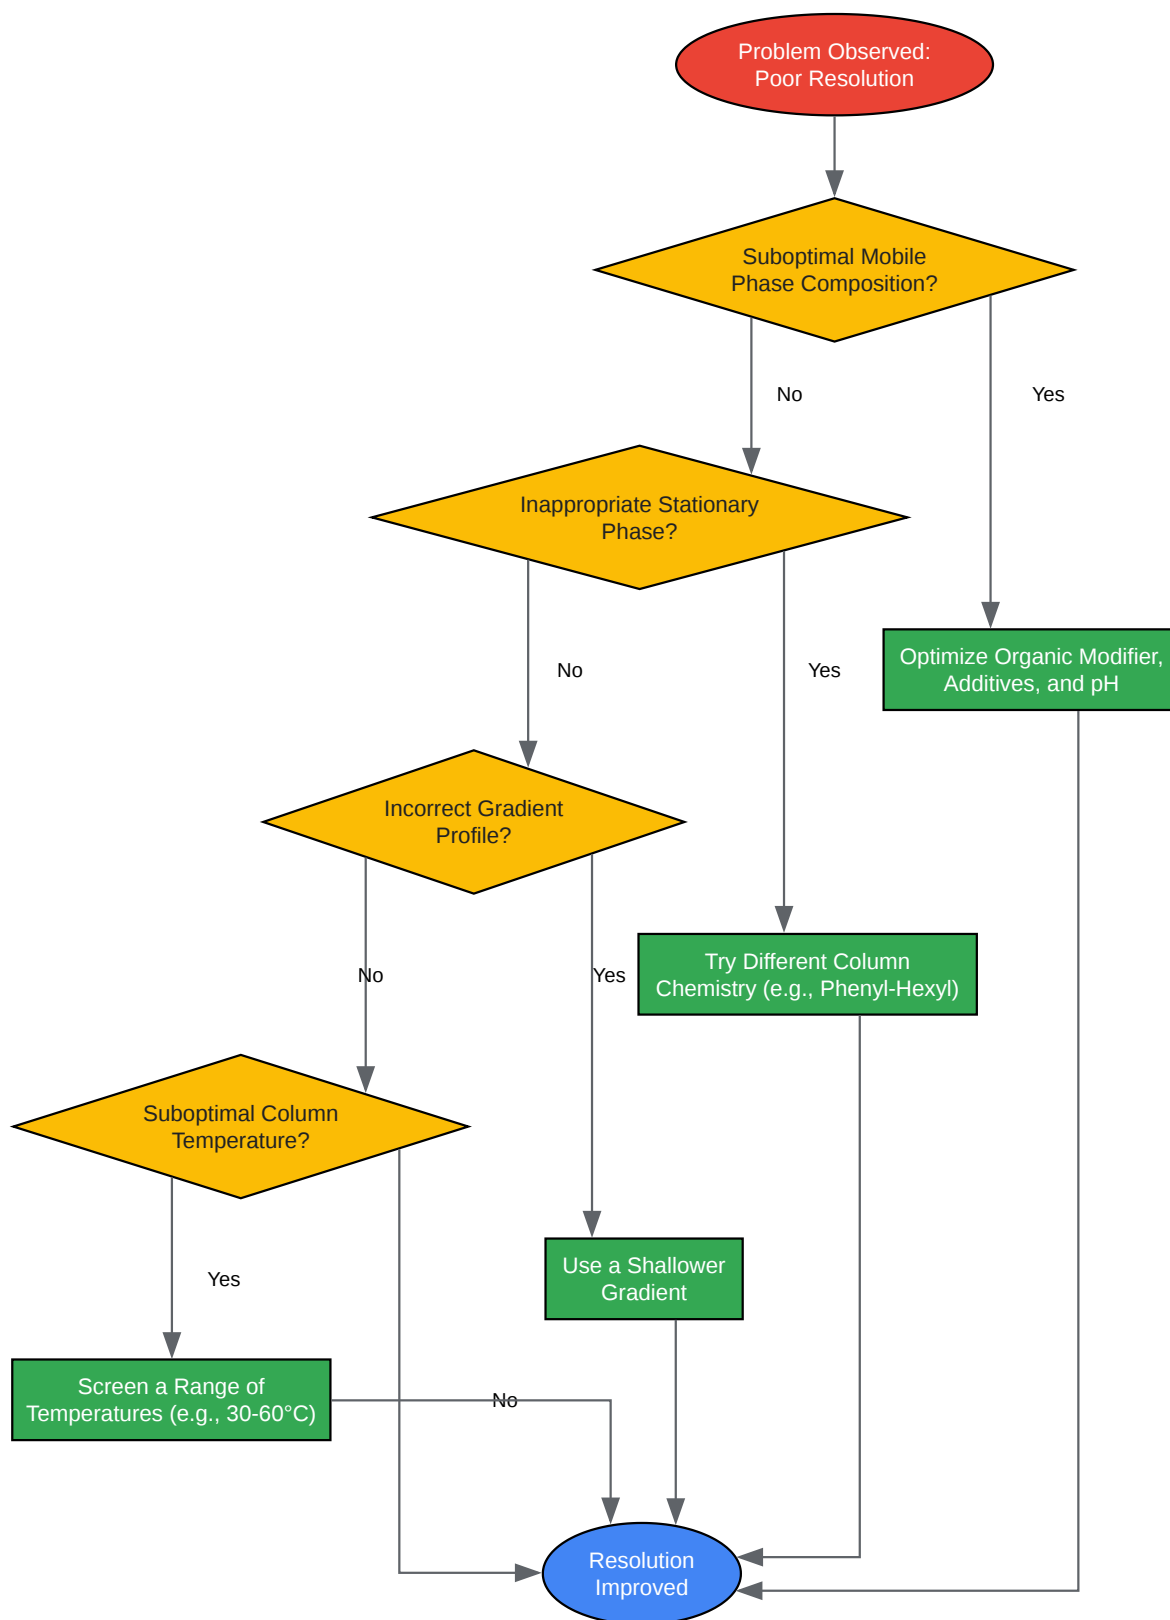 Problem Observed:
Poor Resolution
Suboptimal Mobile
Phase Composition?
No
Yes
Inappropriate Stationary
Phase?
No
Yes
Optimize Organic Modifier,
Additives, and pH
Incorrect Gradient
Profile?
No
Yes
Try Different Column
Chemistry (e.g., Phenyl-Hexyl)
Suboptimal Column
Temperature?
Yes
Use a Shallower
Gradient
Screen a Range of
Temperatures (e.g., 30-60°C)
No
Resolution
Improved